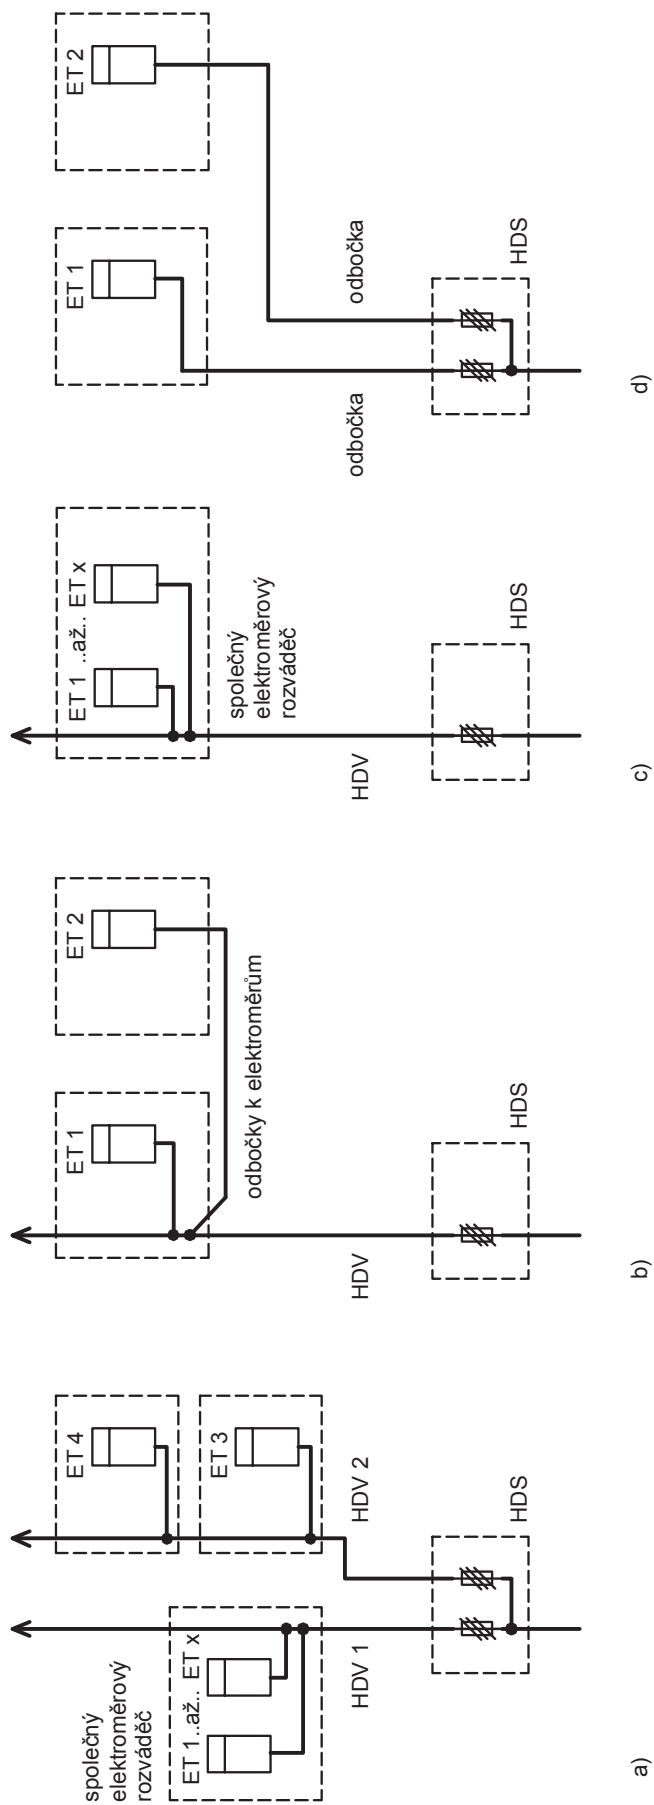 společný
elektroměrový
rozváděč
ET 1 ..až.. ET x
ET 4
ET 3
HDV 1
HDV 2
HDS
a)
ET 1
ET 2
odbočky k elektroměrům
HDV
HDS
b)
ET 1 ..až.. ET x
společný
elektroměrový
rozváděč
HDV
HDS
c)
ET 1
ET 2
odbočka
odbočka
HDS
d)